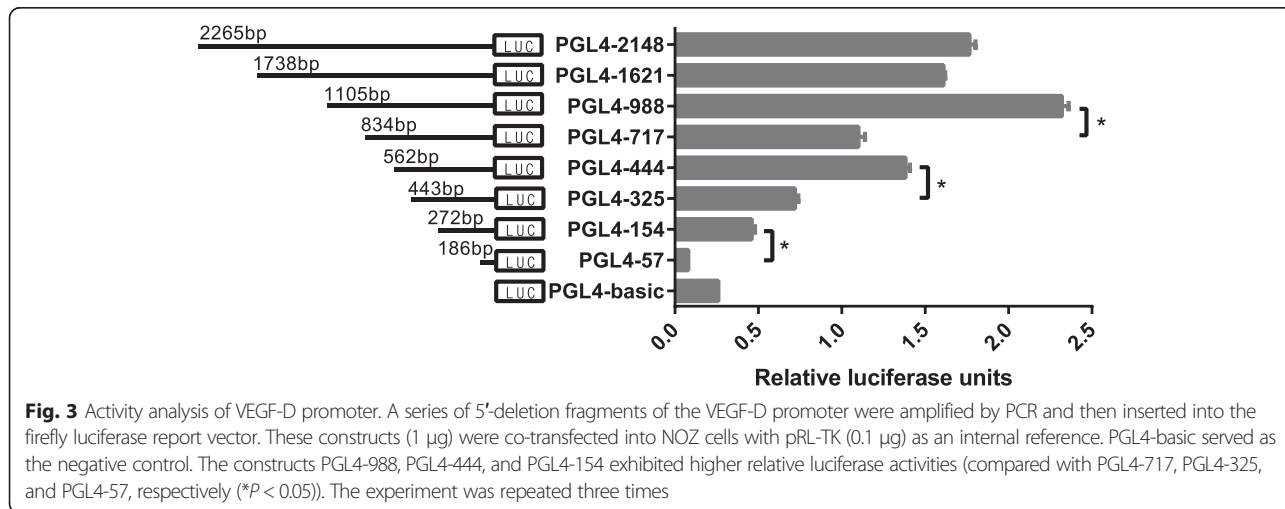 2265bp LUC PGL4-2148
1738bp LUC PGL4-1621
1105bp LUC PGL4-988
*
834bp LUC PGL4-717
562bp LUC PGL4-444
*
443bp LUC PGL4-325
272bp LUC PGL4-154
*
186bp LUC PGL4-57
LUC PGL4-basic
0.0 0.5 1.0 1.5 2.0 2.5
Relative luciferase units
Fig. 3 Activity analysis of VEGF-D promoter. A series of 5′-deletion fragments of the VEGF-D promoter were amplified by PCR and then inserted into the
firefly luciferase report vector. These constructs (1 μg) were co-transfected into NOZ cells with pRL-TK (0.1 μg) as an internal reference. PGL4-basic served as
the negative control. The constructs PGL4-988, PGL4-444, and PGL4-154 exhibited higher relative luciferase activities (compared with PGL4-717, PGL4-325,
and PGL4-57, respectively (*P < 0.05)). The experiment was repeated three times